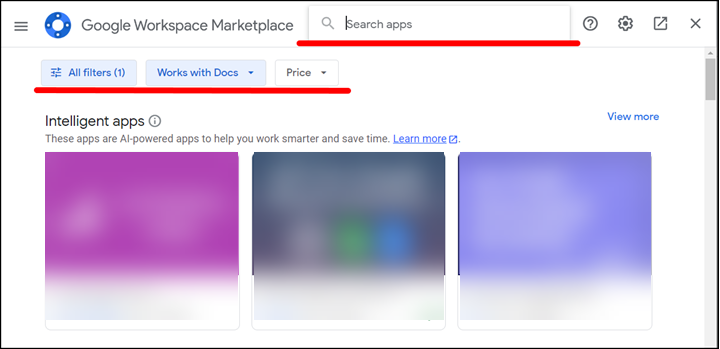 Google Workspace Marketplace
Search apps
All filters (1)
Works with Docs
Price
Intelligent apps
View more
These apps are AI-powered apps to help you work smarter and save time. Learn more.